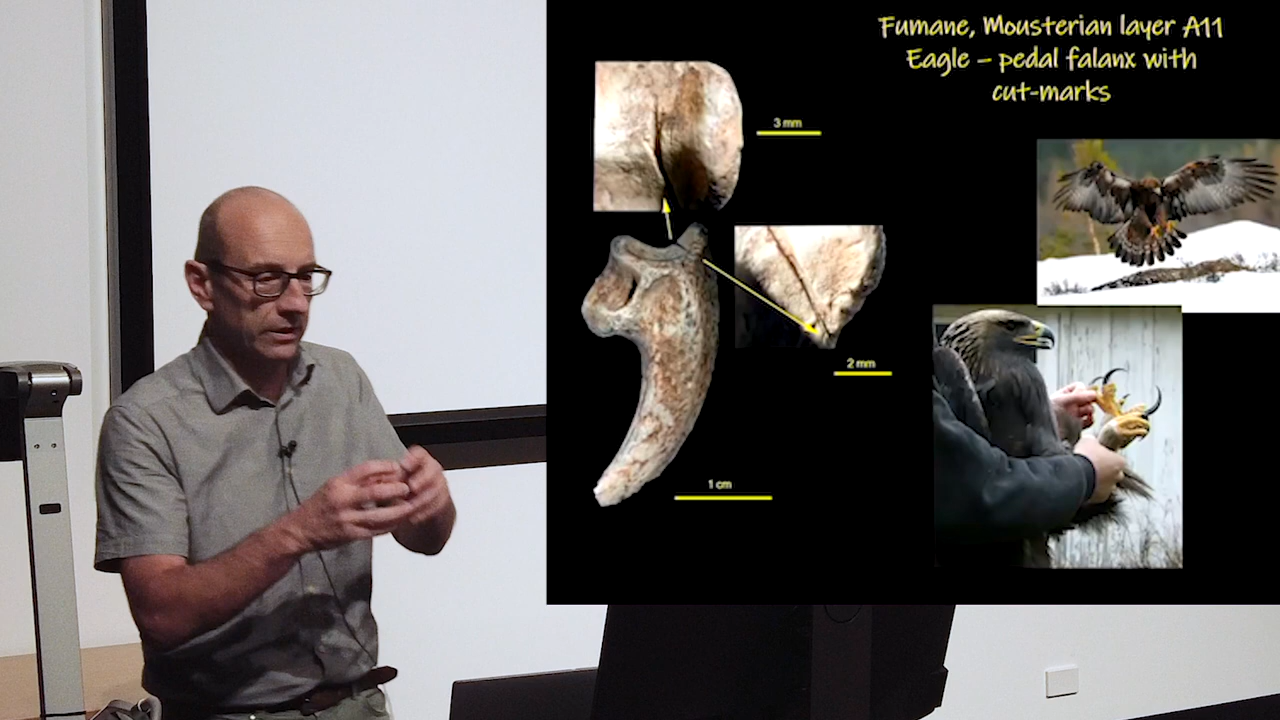 Fumane, Mousterian layer A11
Eagle – pedal falanx with
cut-marks
3 mm
2 mm
1 cm